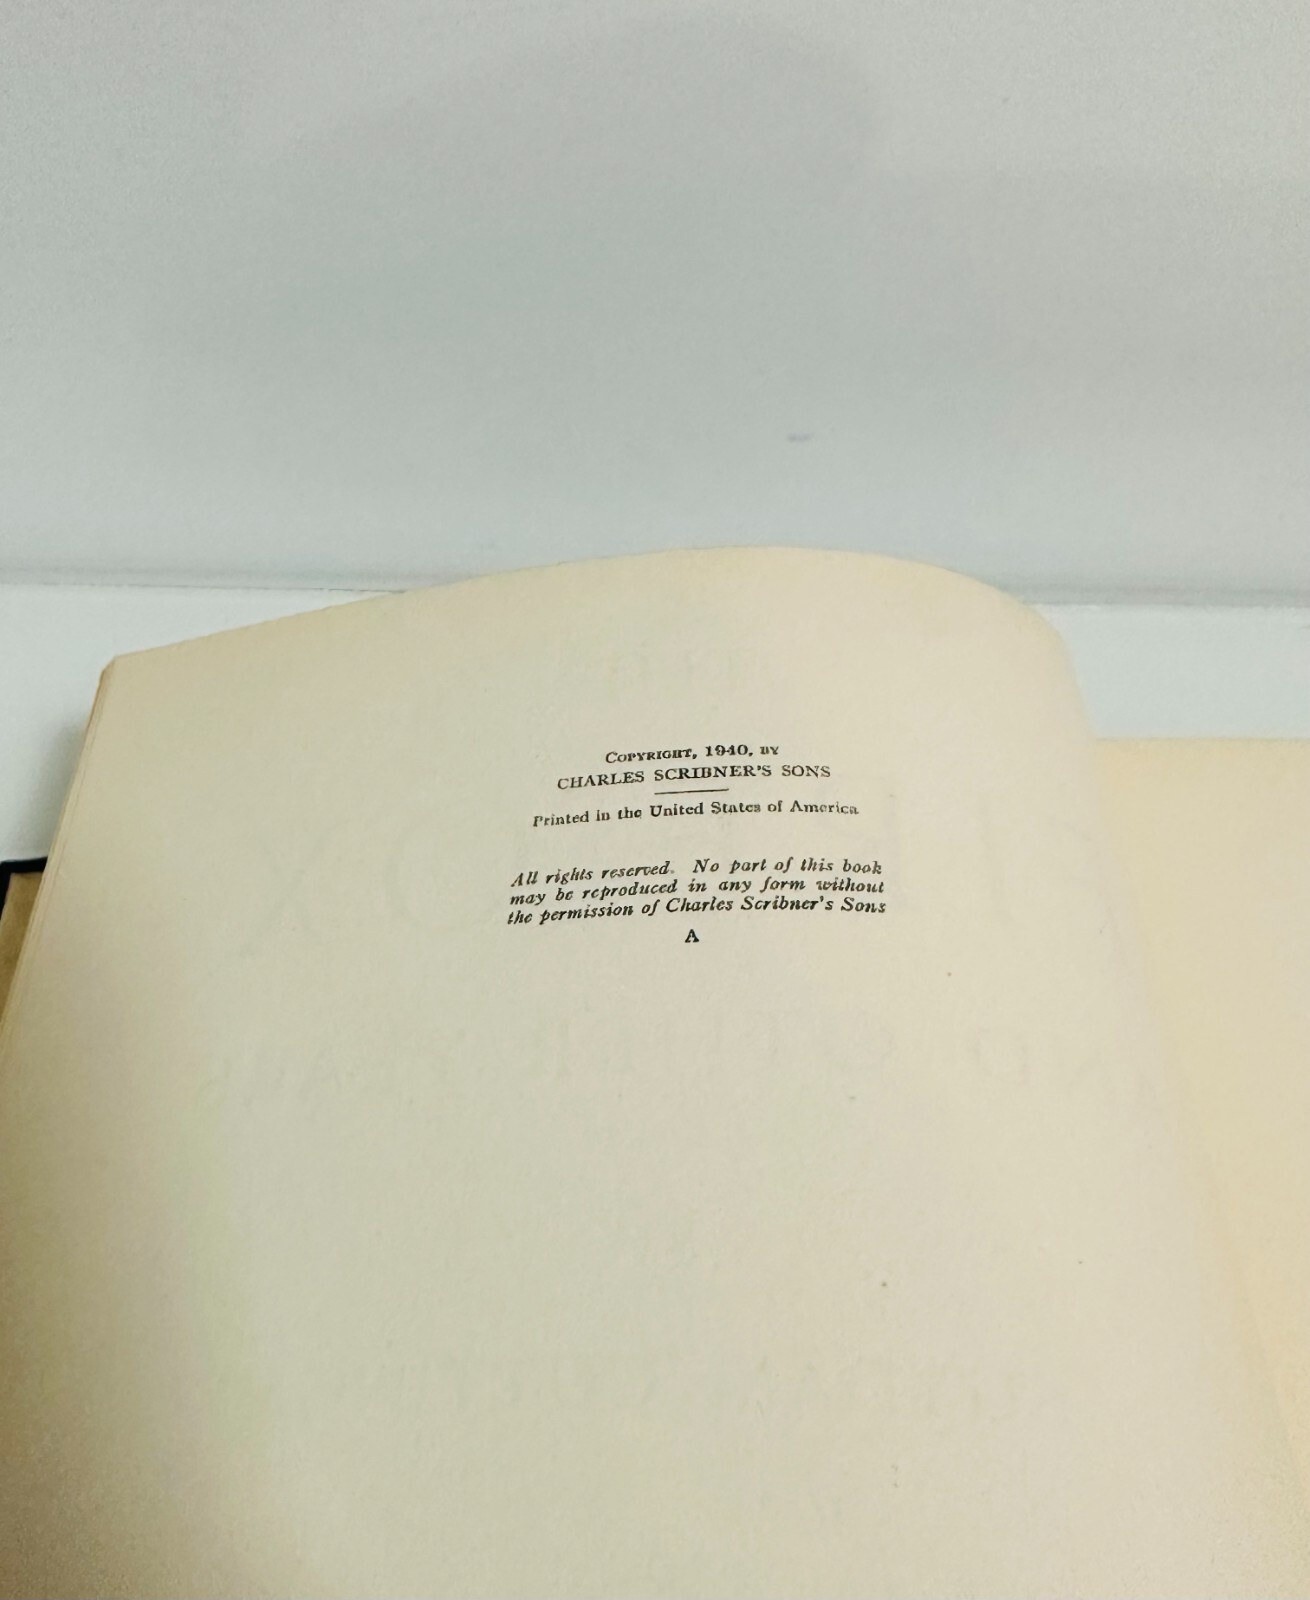 COPYRIGHT, 1940, BY
CHARLES SCRIBNER'S SONS
Printed in the United States of America
All rights reserved. No part of this book
may be reproduced in any form without
the permission of Charles Scribner's Sons
A